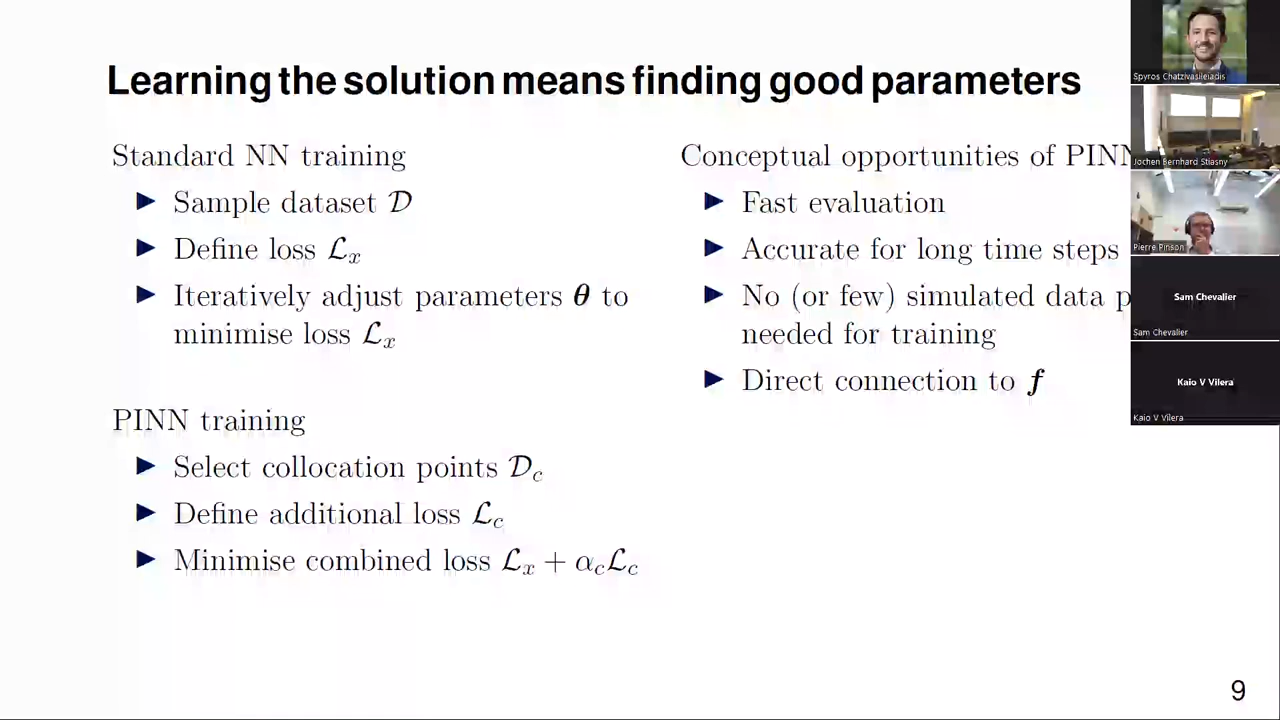 Learning the solution means finding good parameters
Standard NN training
▶ Sample dataset 𝒟
▶ Define loss ℒₓ
▶ Iteratively adjust parameters θ to
minimise loss ℒₓ
PINN training
▶ Select collocation points 𝒟_c
▶ Define additional loss ℒ_c
▶ Minimise combined loss ℒₓ + α_cℒ_c
Conceptual opportunities of PINN
▶ Fast evaluation
▶ Accurate for long time steps
▶ No (or few) simulated data p
needed for training
▶ Direct connection to f
Spyros Chatzivasileiadis
Jochen Bernhard Stiasny
Pierre Pinson
Sam Chevalier
Sam Chevalier
Kaio V Vilera
Kaio V Vilera
9